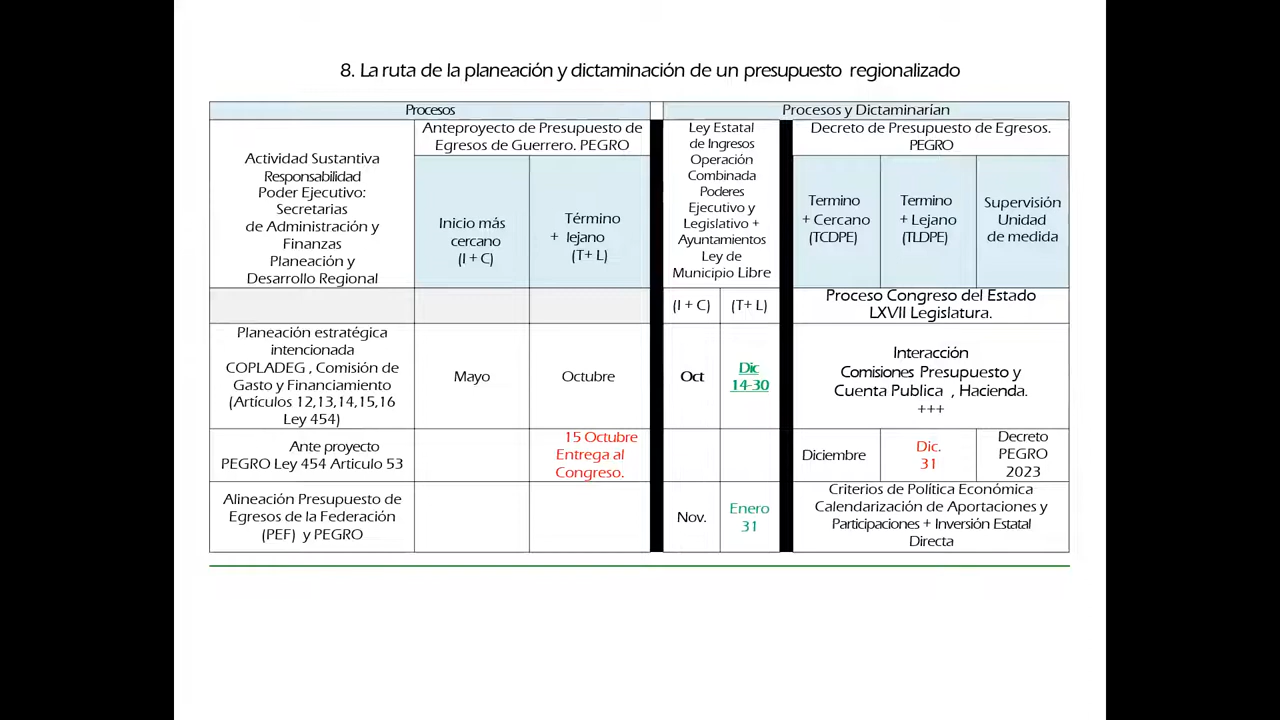 8. La ruta de la planeación y dictaminación de un presupuesto regionalizado
Procesos
Procesos y Dictaminarían
Actividad Sustantiva
Responsabilidad
Poder Ejecutivo:
Secretarias
de Administración y
Finanzas
Planeación y
Desarrollo Regional
Anteproyecto de Presupuesto de
Egresos de Guerrero. PEGRO
Inicio más
cercano
(I + C)
Término
+ lejano
(T+ L)
Ley Estatal
de Ingresos
Operación
Combinada
Poderes
Ejecutivo y
Legislativo +
Ayuntamientos
Ley de
Municipio Libre
Decreto de Presupuesto de Egresos.
PEGRO
Termino
+ Cercano
(TCDPE)
Termino
+ Lejano
(TLDPE)
Supervisión
Unidad
de medida
(I + C)
(T+ L)
Proceso Congreso del Estado
LXVII Legislatura.
Planeación estratégica
intencionada
COPLADEG , Comisión de
Gasto y Financiamiento
(Artículos 12,13,14,15,16
Ley 454)
Mayo
Octubre
Oct
Dic
14-30
Interacción
Comisiones Presupuesto y
Cuenta Publica , Hacienda.
+++
Ante proyecto
PEGRO Ley 454 Articulo 53
15 Octubre
Entrega al
Congreso.
Diciembre
Dic.
31
Decreto
PEGRO
2023
Alineación Presupuesto de
Egresos de la Federación
(PEF) y PEGRO
Nov.
Enero
31
Criterios de Política Económica
Calendarización de Aportaciones y
Participaciones + Inversión Estatal
Directa